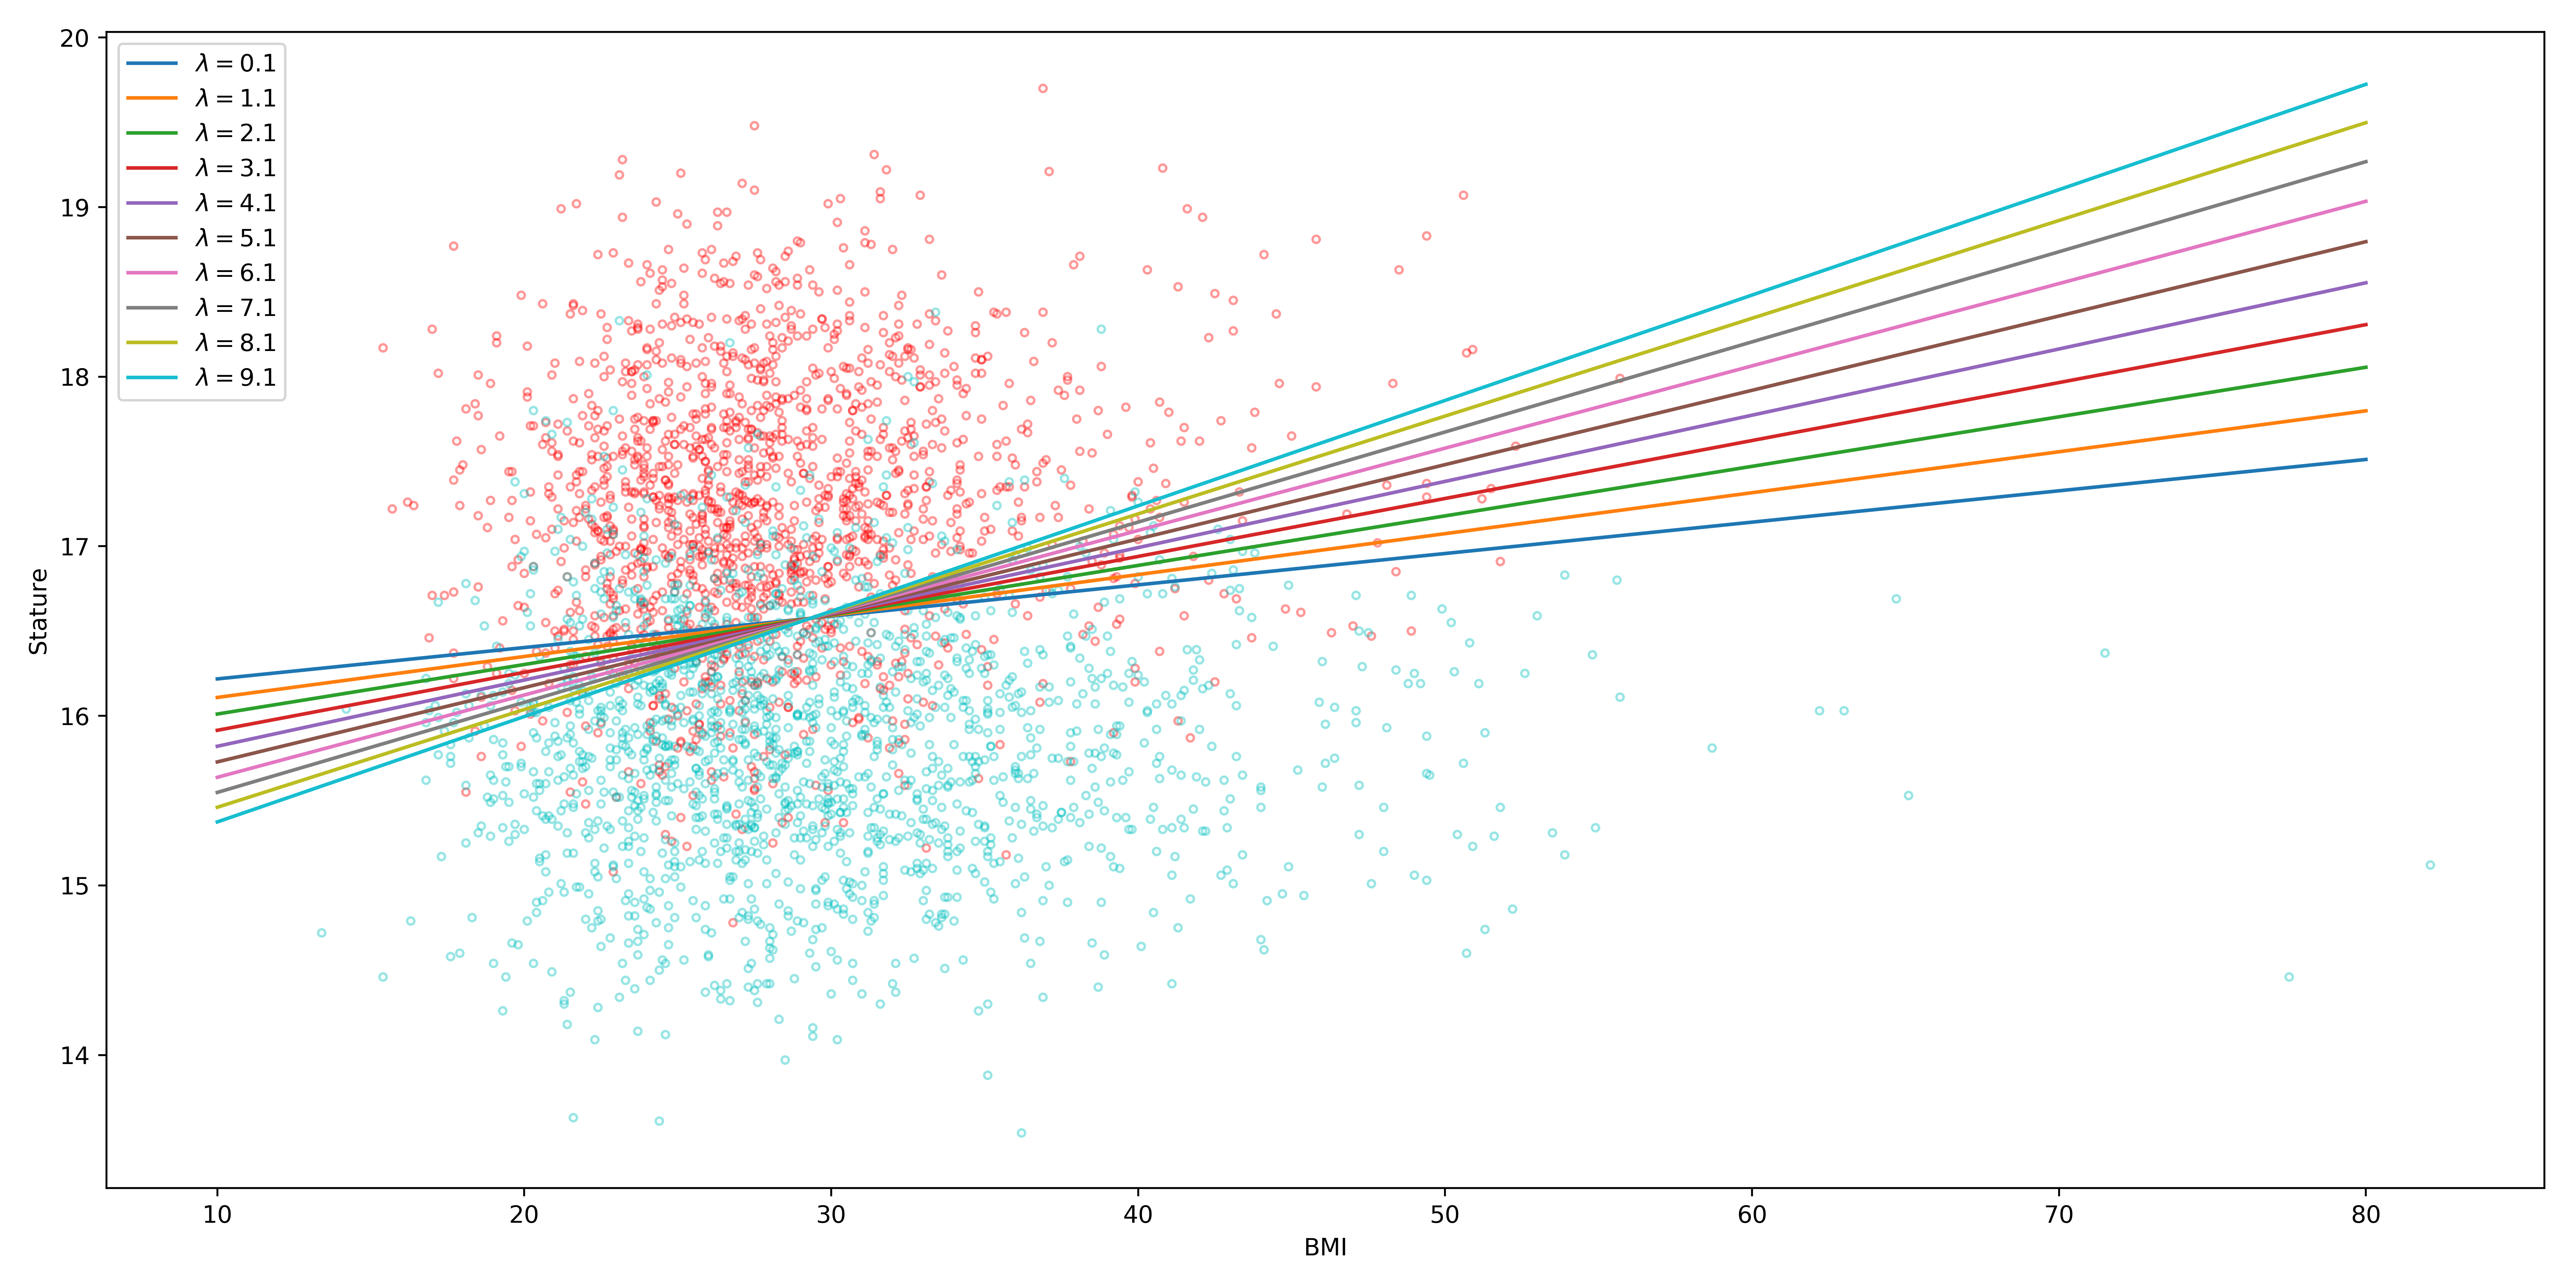 λ = 0.1
λ = 1.1
λ = 2.1
λ = 3.1
λ = 4.1
λ = 5.1
λ = 6.1
λ = 7.1
λ = 8.1
λ = 9.1
20
19
18
17
16
15
14
Stature
10 20 30 40 50 60 70 80
BMI